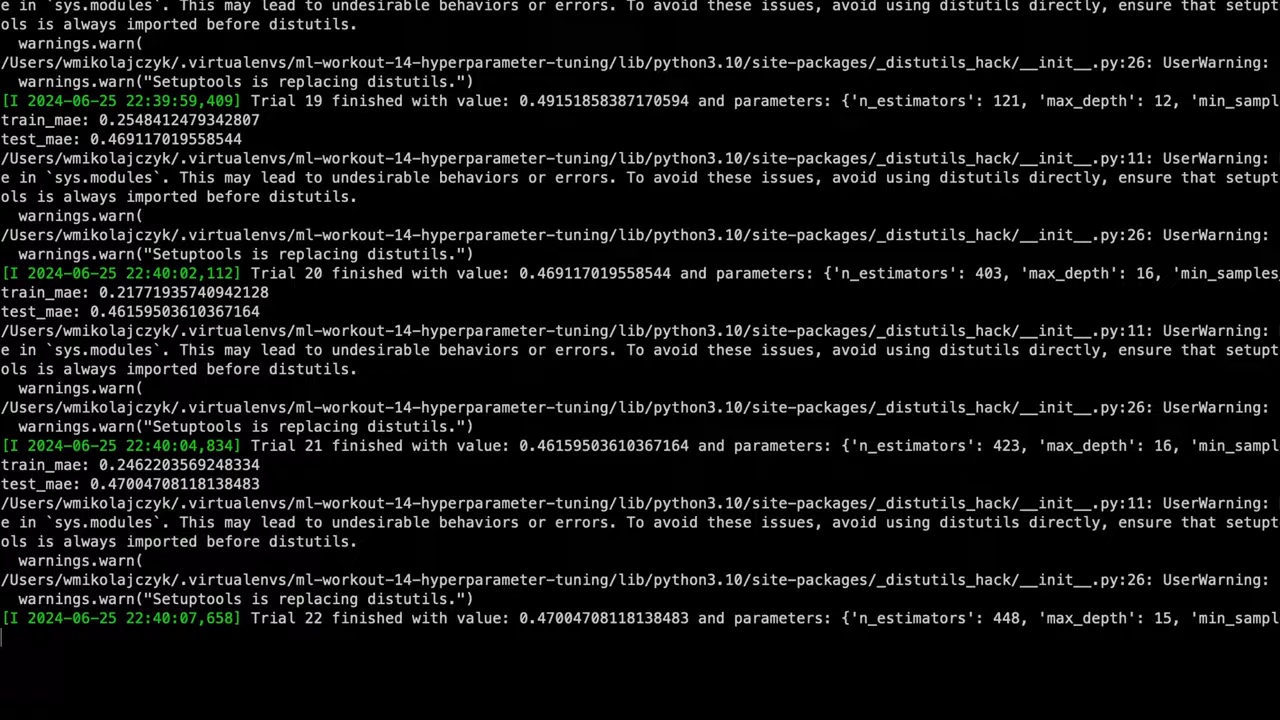 e in `sys.modules`. This may lead to undesirable behaviors or errors. To avoid these issues, avoid using distutils directly, ensure that setupt
ols is always imported before distutils.
  warnings.warn(
/Users/wmikolajczyk/.virtualenvs/ml-workout-14-hyperparameter-tuning/lib/python3.10/site-packages/_distutils_hack/__init__.py:26: UserWarning:
  warnings.warn("Setuptools is replacing distutils.")
[I 2024-06-25 22:39:59,409] Trial 19 finished with value: 0.49151858387170594 and parameters: {'n_estimators': 121, 'max_depth': 12, 'min_sampl
train_mae: 0.2548412479342807
test_mae: 0.469117019558544
/Users/wmikolajczyk/.virtualenvs/ml-workout-14-hyperparameter-tuning/lib/python3.10/site-packages/_distutils_hack/__init__.py:11: UserWarning:
e in `sys.modules`. This may lead to undesirable behaviors or errors. To avoid these issues, avoid using distutils directly, ensure that setupt
ols is always imported before distutils.
  warnings.warn(
/Users/wmikolajczyk/.virtualenvs/ml-workout-14-hyperparameter-tuning/lib/python3.10/site-packages/_distutils_hack/__init__.py:26: UserWarning:
  warnings.warn("Setuptools is replacing distutils.")
[I 2024-06-25 22:40:02,112] Trial 20 finished with value: 0.469117019558544 and parameters: {'n_estimators': 403, 'max_depth': 16, 'min_samples
train_mae: 0.21771935740942128
test_mae: 0.46159503610367164
/Users/wmikolajczyk/.virtualenvs/ml-workout-14-hyperparameter-tuning/lib/python3.10/site-packages/_distutils_hack/__init__.py:11: UserWarning:
e in `sys.modules`. This may lead to undesirable behaviors or errors. To avoid these issues, avoid using distutils directly, ensure that setupt
ols is always imported before distutils.
  warnings.warn(
/Users/wmikolajczyk/.virtualenvs/ml-workout-14-hyperparameter-tuning/lib/python3.10/site-packages/_distutils_hack/__init__.py:26: UserWarning:
  warnings.warn("Setuptools is replacing distutils.")
[I 2024-06-25 22:40:04,834] Trial 21 finished with value: 0.46159503610367164 and parameters: {'n_estimators': 423, 'max_depth': 16, 'min_sampl
train_mae: 0.2462203569248334
test_mae: 0.47004708118138483
/Users/wmikolajczyk/.virtualenvs/ml-workout-14-hyperparameter-tuning/lib/python3.10/site-packages/_distutils_hack/__init__.py:11: UserWarning:
e in `sys.modules`. This may lead to undesirable behaviors or errors. To avoid these issues, avoid using distutils directly, ensure that setupt
ols is always imported before distutils.
  warnings.warn(
/Users/wmikolajczyk/.virtualenvs/ml-workout-14-hyperparameter-tuning/lib/python3.10/site-packages/_distutils_hack/__init__.py:26: UserWarning:
  warnings.warn("Setuptools is replacing distutils.")
[I 2024-06-25 22:40:07,658] Trial 22 finished with value: 0.47004708118138483 and parameters: {'n_estimators': 448, 'max_depth': 15, 'min_sampl